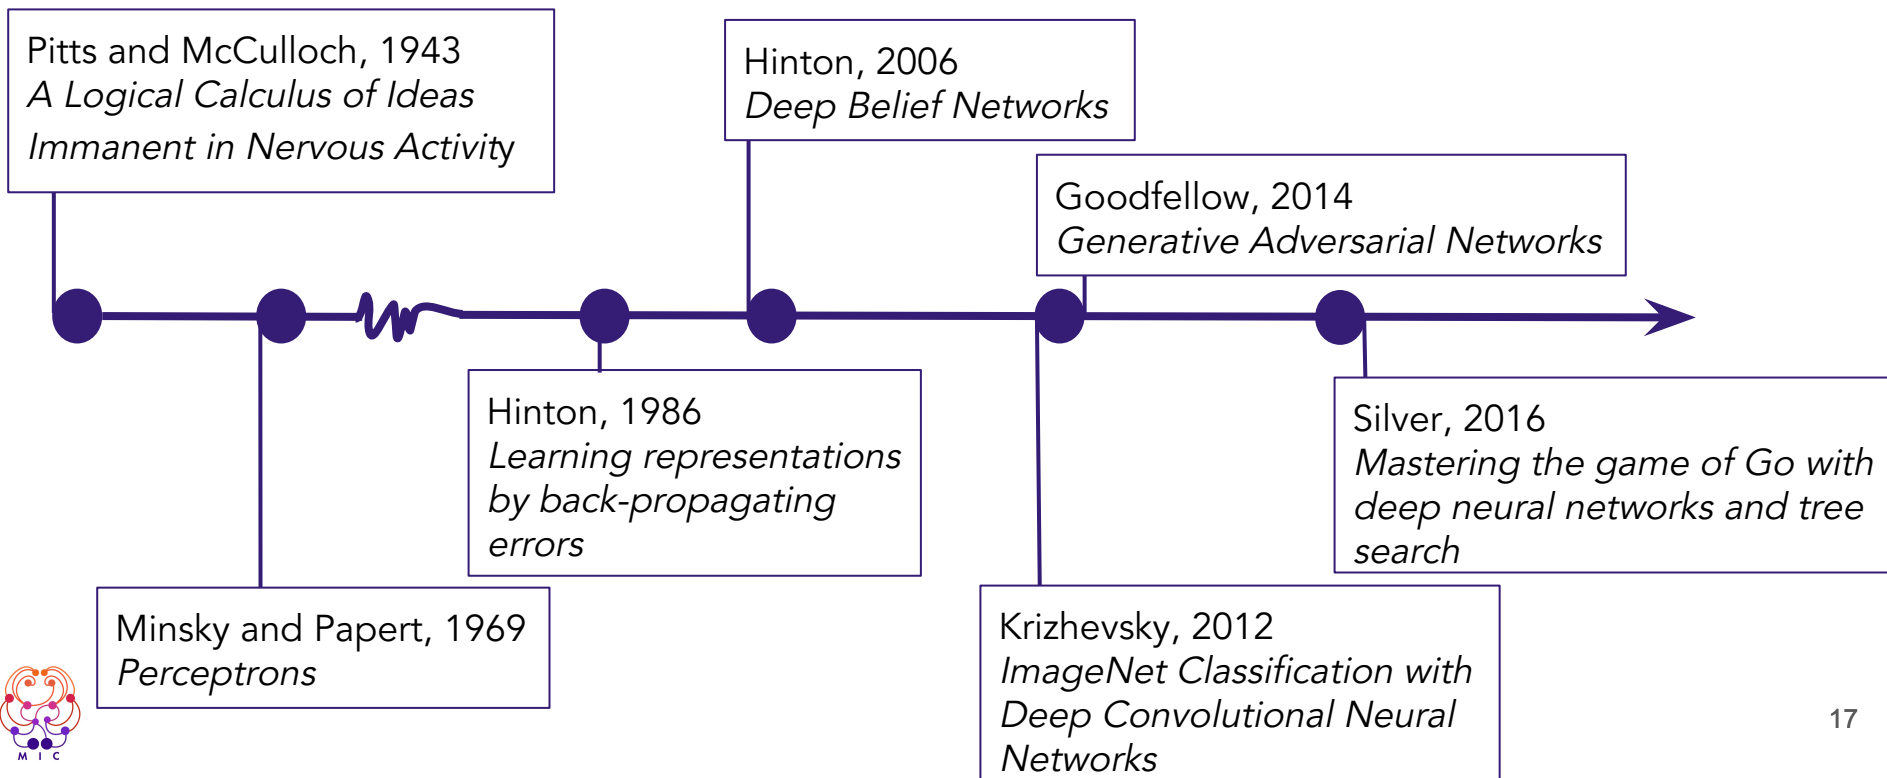 Pitts and McCulloch, 1943
A Logical Calculus of Ideas
Immanent in Nervous Activity
Hinton, 2006
Deep Belief Networks
Goodfellow, 2014
Generative Adversarial Networks
Hinton, 1986
Learning representations
by back-propagating
errors
Silver, 2016
Mastering the game of Go with
deep neural networks and tree
search
Minsky and Papert, 1969
Perceptrons
Krizhevsky, 2012
ImageNet Classification with
Deep Convolutional Neural
Networks
M I C
17